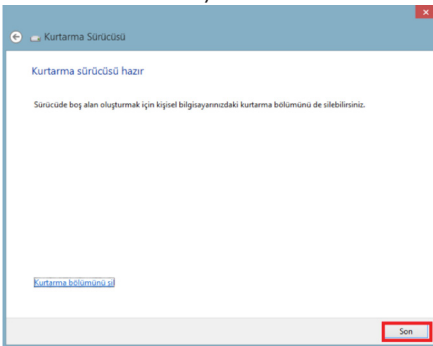 Kurtarma Sürücüsü
Kurtarma sürücüsü hazır
Sürücüde boş alan oluşturmak için kişisel bilgisayarınızdaki kurtarma bölümünü de silebilirsiniz.
Kurtarma bölümünü sil
Son